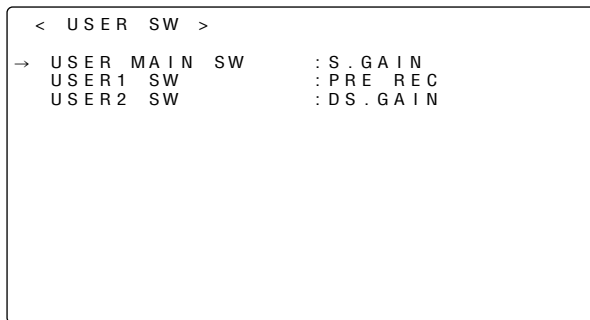 < USER SW >
→ USER MAIN SW :S.GAIN
USER1 SW :PRE REC
USER2 SW :DS.GAIN